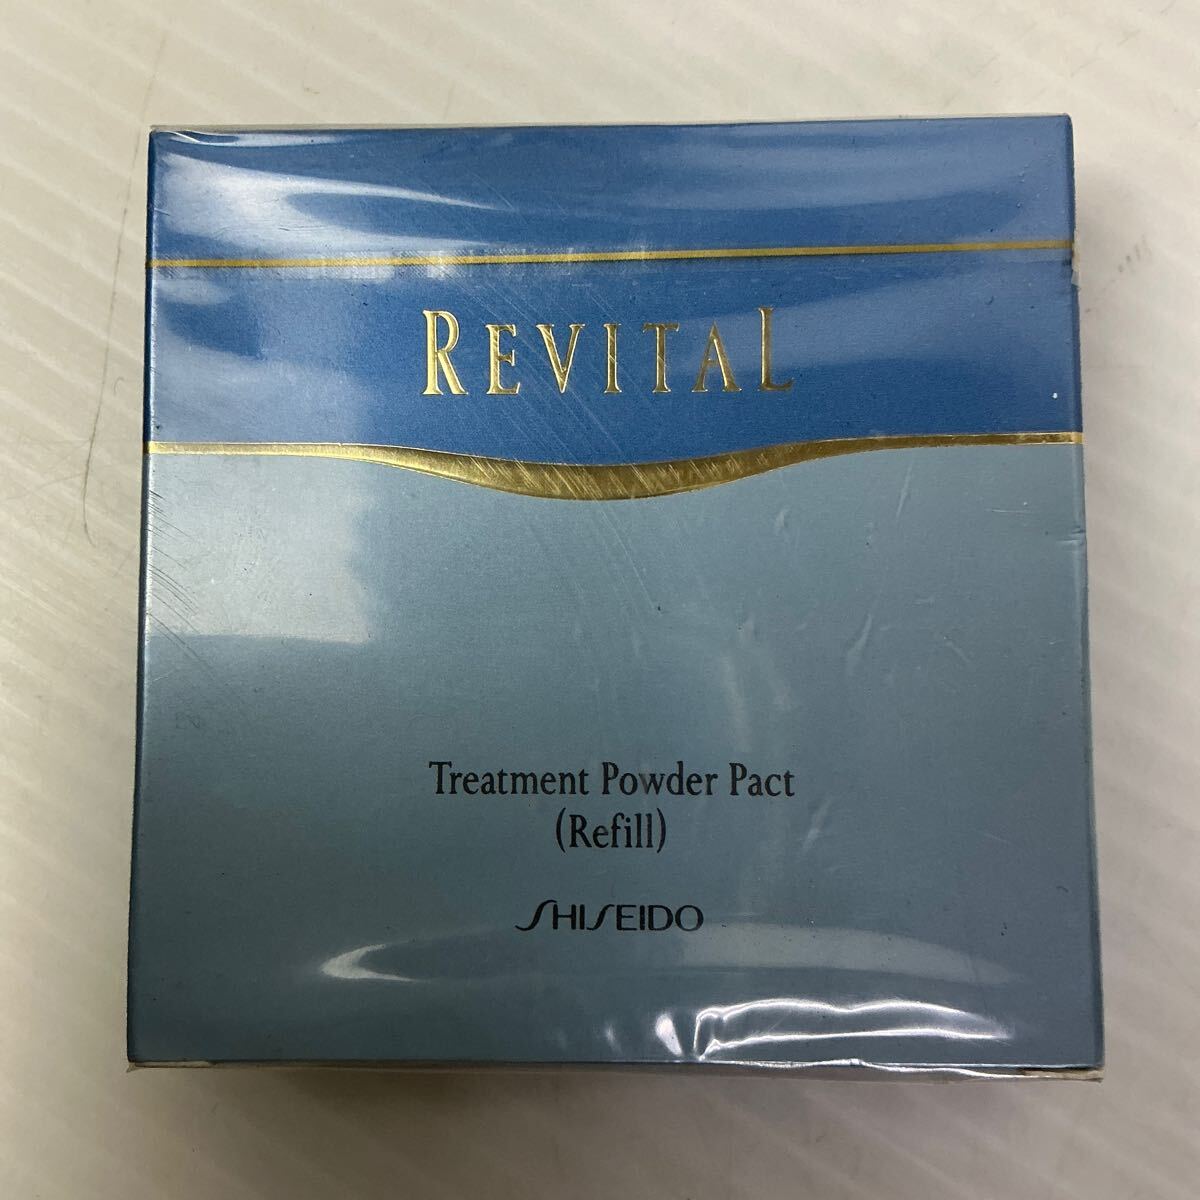 REVITAL
Treatment Powder Pact
(Refill)
SHISEIDO